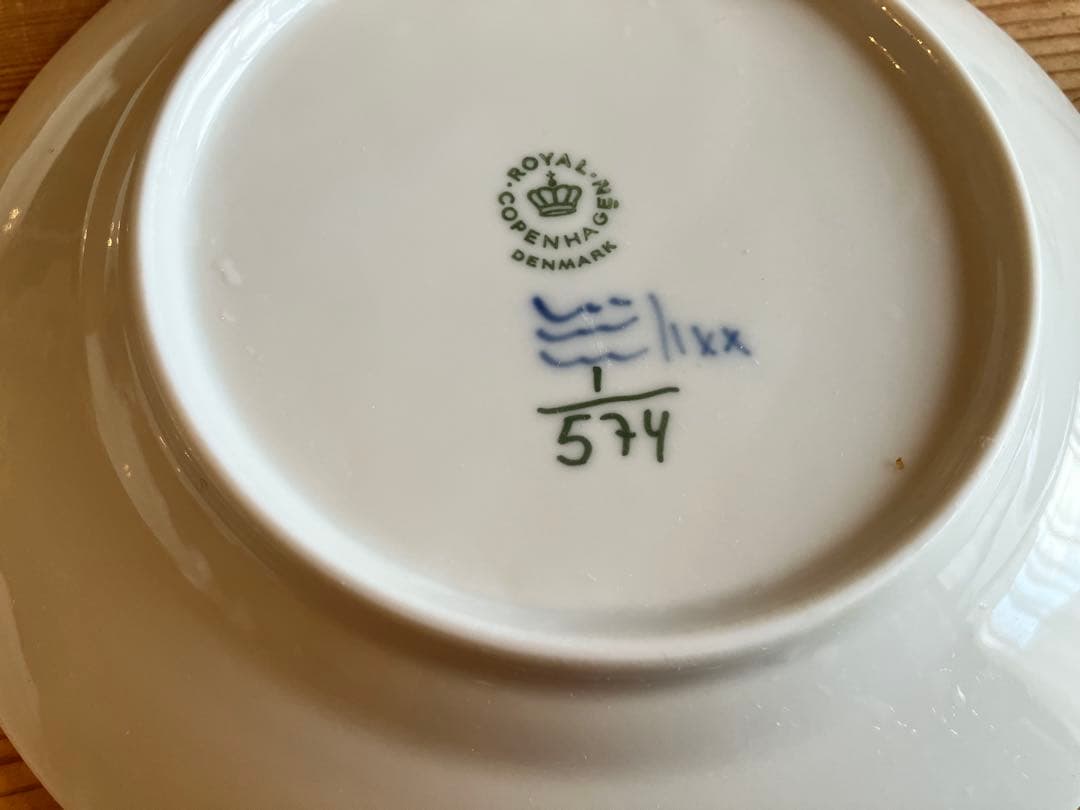 ROYAL
COPENHAGEN
DENMARK
/1xx
1
574